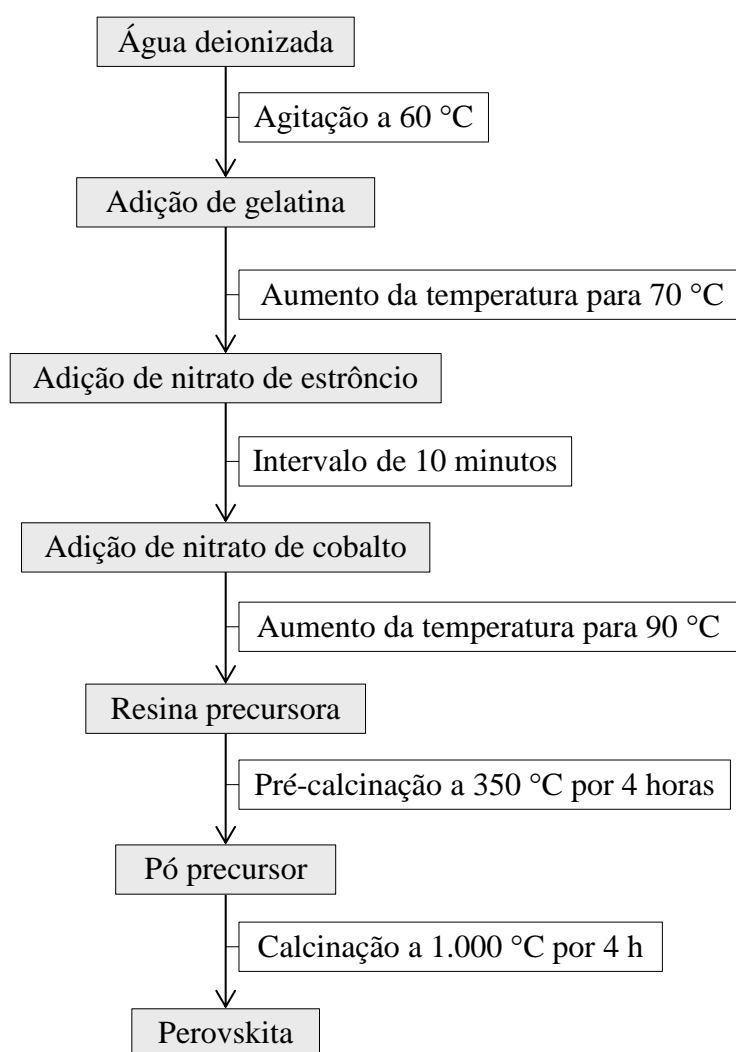 Água deionizada
Agitação a 60 °C
Adição de gelatina
Aumento da temperatura para 70 °C
Adição de nitrato de estrôncio
Intervalo de 10 minutos
Adição de nitrato de cobalto
Aumento da temperatura para 90 °C
Resina precursora
Pré-calcinação a 350 °C por 4 horas
Pó precursor
Calcinação a 1.000 °C por 4 h
Perovskita